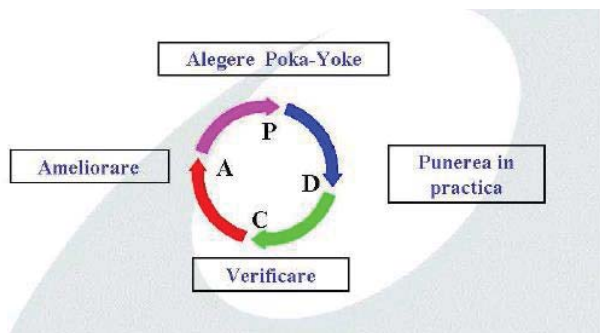 Alegere Poka-Yoke
P
Ameliorare
A
D
Punerea in
practica
C
Verificare